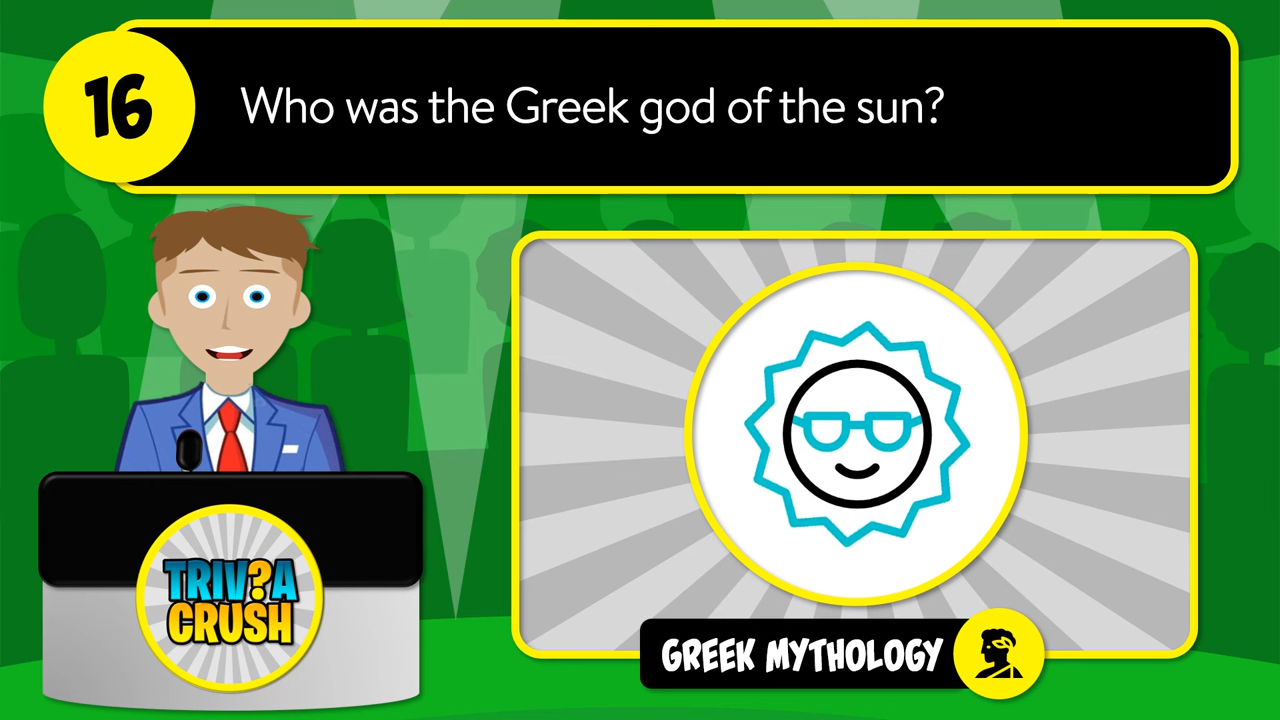 16
Who was the Greek god of the sun?
TRIV?A
CRUSH
GREEK MYTHOLOGY